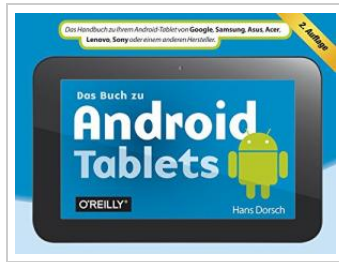 Das Handbuch zu Ihrem Android-Tablet von Google, Samsung, Asus, Acer,
Lenovo, Sony oder einem anderen Hersteller.
2. Auflage
Das Buch zu
Android
Tablets
O'REILLY®
Hans Dorsch